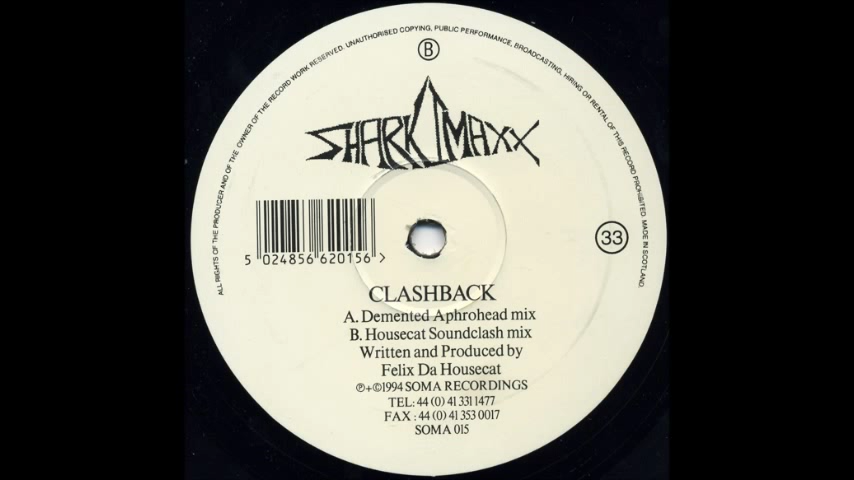 ALL RIGHTS OF THE PRODUCER AND OF THE OWNER OF THE RECORD WORK RESERVED. UNAUTHORISED COPYING, PUBLIC PERFORMANCE, BROADCASTING, HIRING OR RENTAL OF THIS RECORD PROHIBITED. MADE IN SCOTLAND.
B
SHARK IMAXX
33
5 024856 620156 >
CLASHBACK
A. Demented Aphrohead mix
B. Housecat Soundclash mix
Written and Produced by
Felix Da Housecat
℗+©1994 SOMA RECORDINGS
TEL: 44 (0) 41 331 1477
FAX : 44 (0) 41 353 0017
SOMA 015